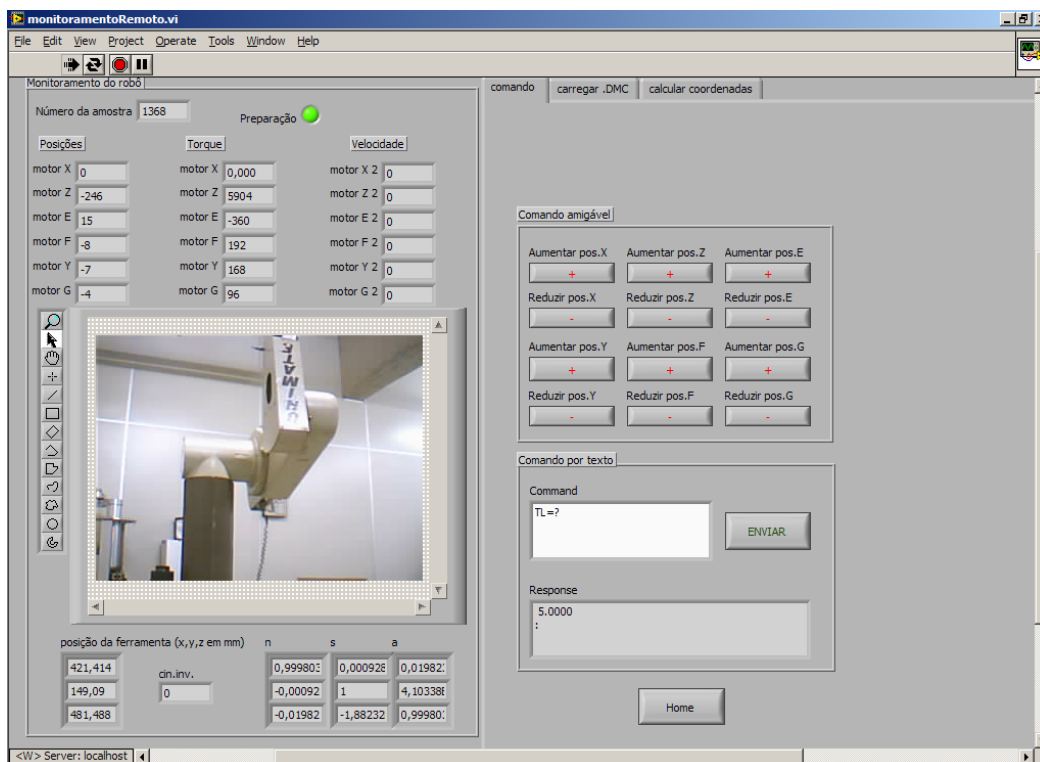 monitoramentoRemoto.vi
File Edit View Project Operate Tools Window Help
Monitoramento do robô
Número da amostra 1368
Preparação
Posições Torque Velocidade
motor X 0 motor X 0,000 motor X 2 0
motor Z -246 motor Z 5904 motor Z 2 0
motor E 15 motor E -360 motor E 2 0
motor F -8 motor F 192 motor F 2 0
motor Y -7 motor Y 168 motor Y 2 0
motor G -4 motor G 96 motor G 2 0
posição da ferramenta (x,y,z em mm) n s a
421,414 0,999803 0,000928 0,01982
cin.inv.
149,09 0 -0,00092 1 4,10338
481,488 -0,01982 -1,88232 0,99980
<W> Server: localhost
comando carregar .DMC calcular coordenadas
Comando amigável
Aumentar pos.X Aumentar pos.Z Aumentar pos.E
+ + +
Reduzir pos.X Reduzir pos.Z Reduzir pos.E
- - -
Aumentar pos.Y Aumentar pos.F Aumentar pos.G
+ + +
Reduzir pos.Y Reduzir pos.F Reduzir pos.G
- - -
Comando por texto
Command
TL=?
ENVIAR
Response
5.0000
:
Home